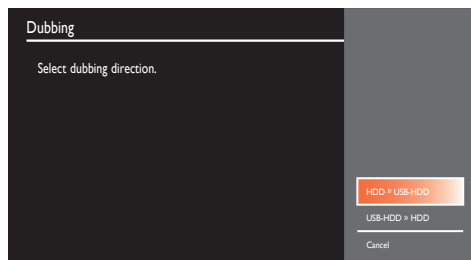 Dubbing
Select dubbing direction.
HDD » USB-HDD
USB-HDD » HDD
Cancel